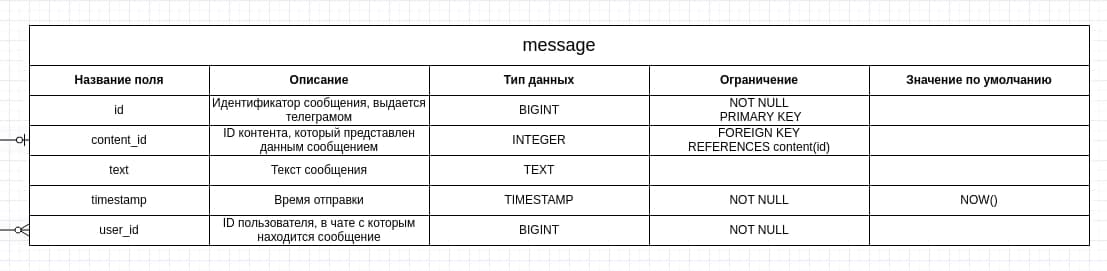 message
Название поля Описание Тип данных Ограничение Значение по умолчанию
id Идентификатор сообщения, выдается телеграмом BIGINT NOT NULL PRIMARY KEY
content_id ID контента, который представлен данным сообщением INTEGER FOREIGN KEY REFERENCES content(id)
text Текст сообщения TEXT
timestamp Время отправки TIMESTAMP NOT NULL NOW()
user_id ID пользователя, в чате с которым находится сообщение BIGINT NOT NULL